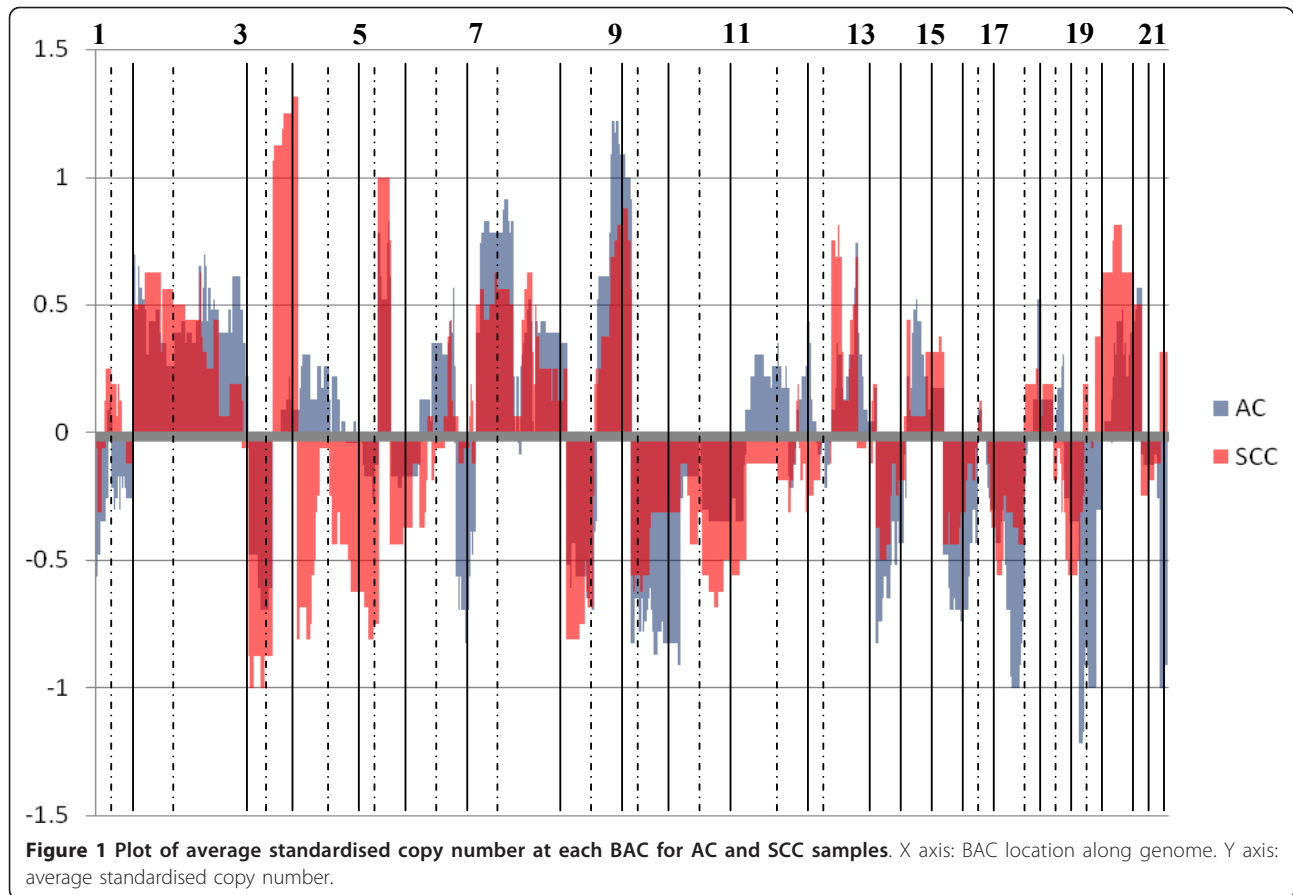 1 3 5 7 9 11 13 15 17 19 21
1.5
1
0.5
0
-0.5
-1
-1.5
AC
SCC
Figure 1 Plot of average standardised copy number at each BAC for AC and SCC samples. X axis: BAC location along genome. Y axis:
average standardised copy number.